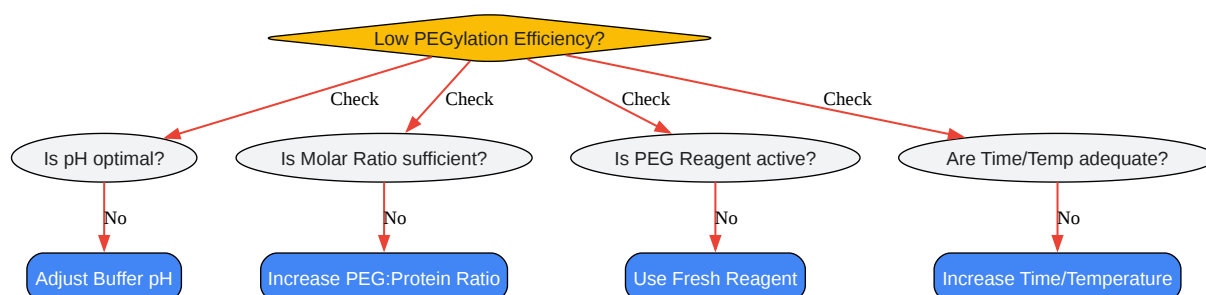 Low PEGylation Efficiency?
Check
Check
Check
Check
Is pH optimal?
Is Molar Ratio sufficient?
Is PEG Reagent active?
Are Time/Temp adequate?
No
No
No
No
Adjust Buffer pH
Increase PEG:Protein Ratio
Use Fresh Reagent
Increase Time/Temperature